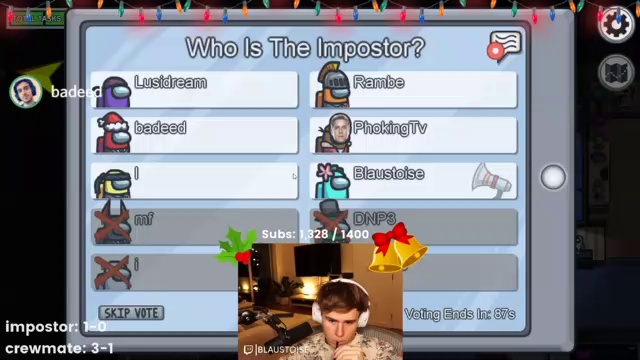 TOTAL TASKS
Who Is The Impostor?
Lusidream
Rambe
badeed
badeed
PhokingTv
l
Blaustoise
mf
DNP3
Subs: 1,328 / 1400
i
SKIP VOTE
Voting Ends In: 87s
impostor: 1-0
crewmate: 3-1
BLAUSTOISE